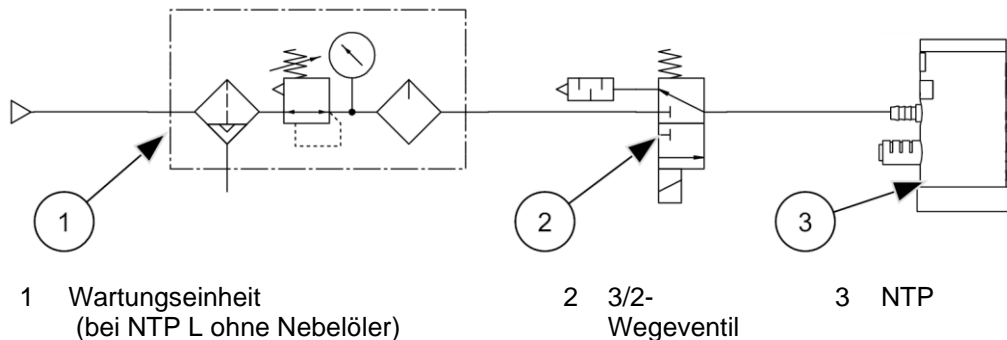 1
2
3
1 Wartungseinheit
(bei NTP L ohne Nebelöler)
2 3/2-
Wegeventil
3 NTP